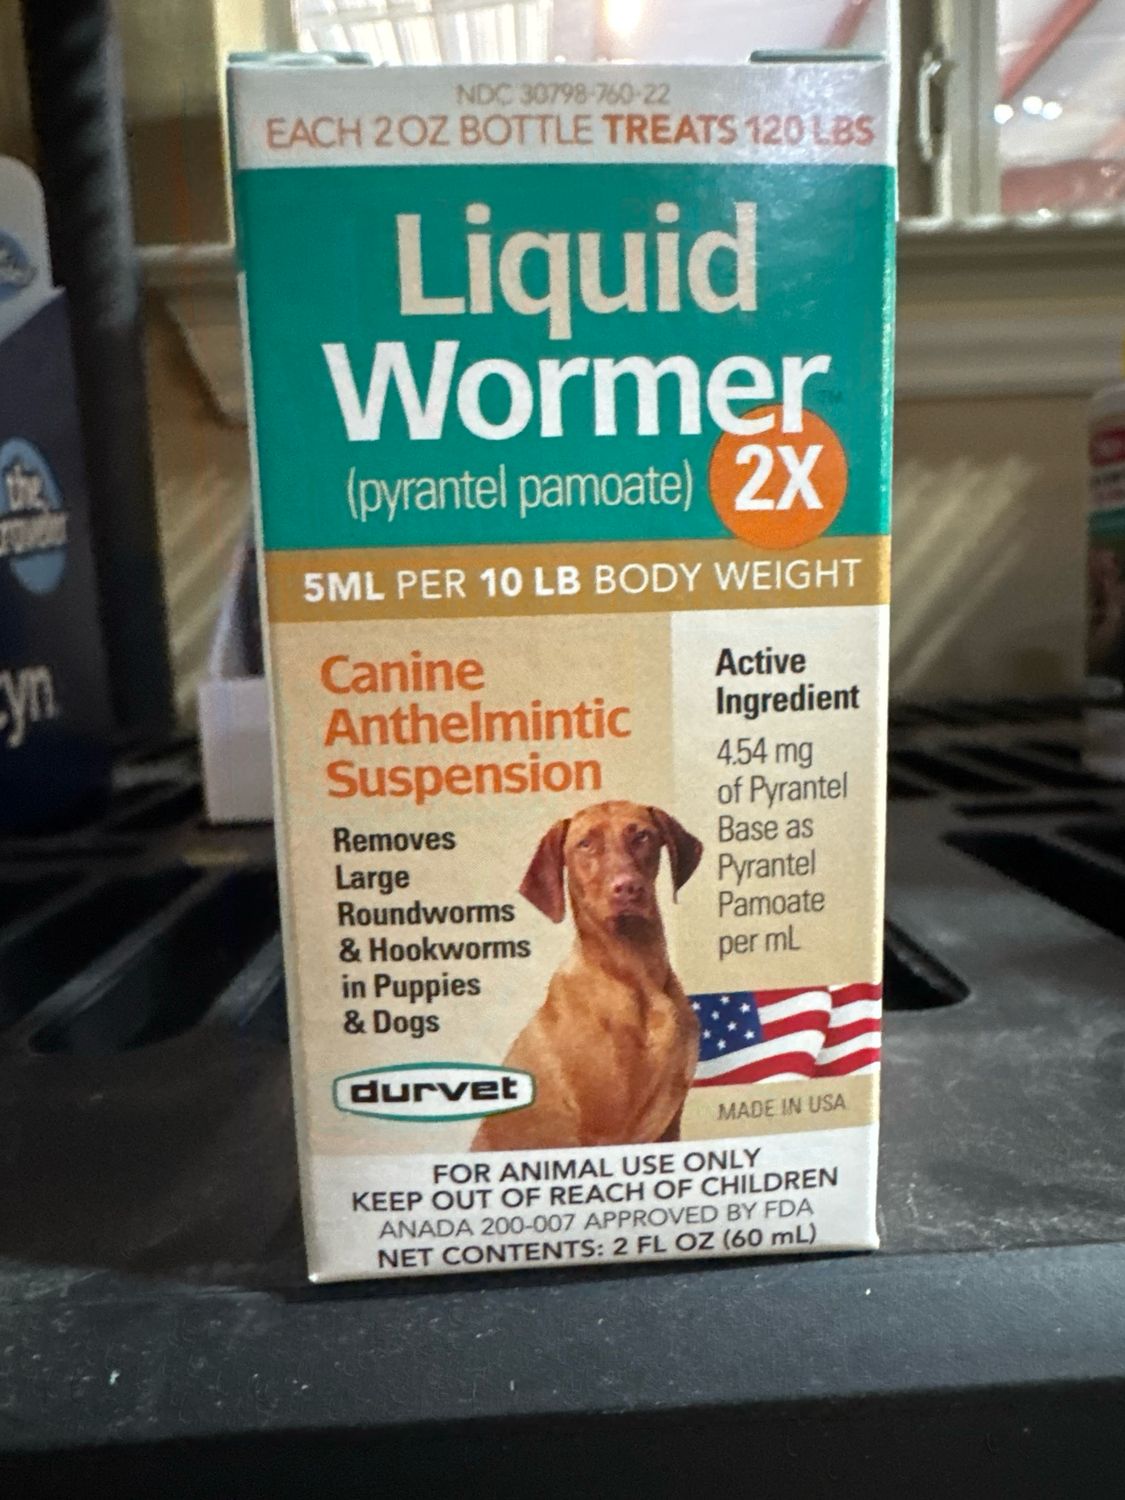 NDC 30798-760-22
EACH 2 OZ BOTTLE TREATS 120 LBS
Liquid
Wormer
2X
(pyrantel pamoate)
5ML PER 10 LB BODY WEIGHT
Canine
Anthelmintic
Suspension
Removes
Large
Roundworms
& Hookworms
in Puppies
& Dogs
Active
Ingredient
4.54 mg
of Pyrantel
Base as
Pyrantel
Pamoate
per mL
durvet
MADE IN USA
FOR ANIMAL USE ONLY
KEEP OUT OF REACH OF CHILDREN
ANADA 200-007 APPROVED BY FDA
NET CONTENTS: 2 FL OZ (60 mL)
the